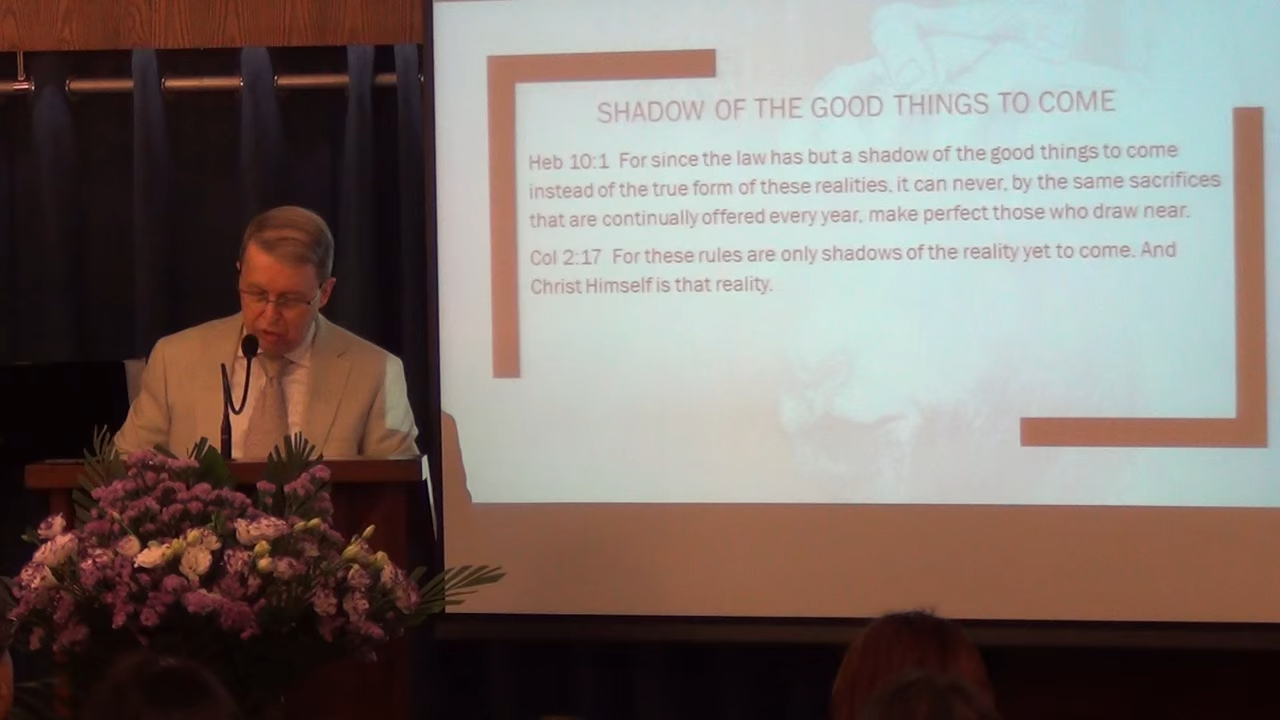 SHADOW OF THE GOOD THINGS TO COME
Heb 10:1 For since the law has but a shadow of the good things to come
instead of the true form of these realities, it can never, by the same sacrifices
that are continually offered every year, make perfect those who draw near.
Col 2:17 For these rules are only shadows of the reality yet to come. And
Christ Himself is that reality.